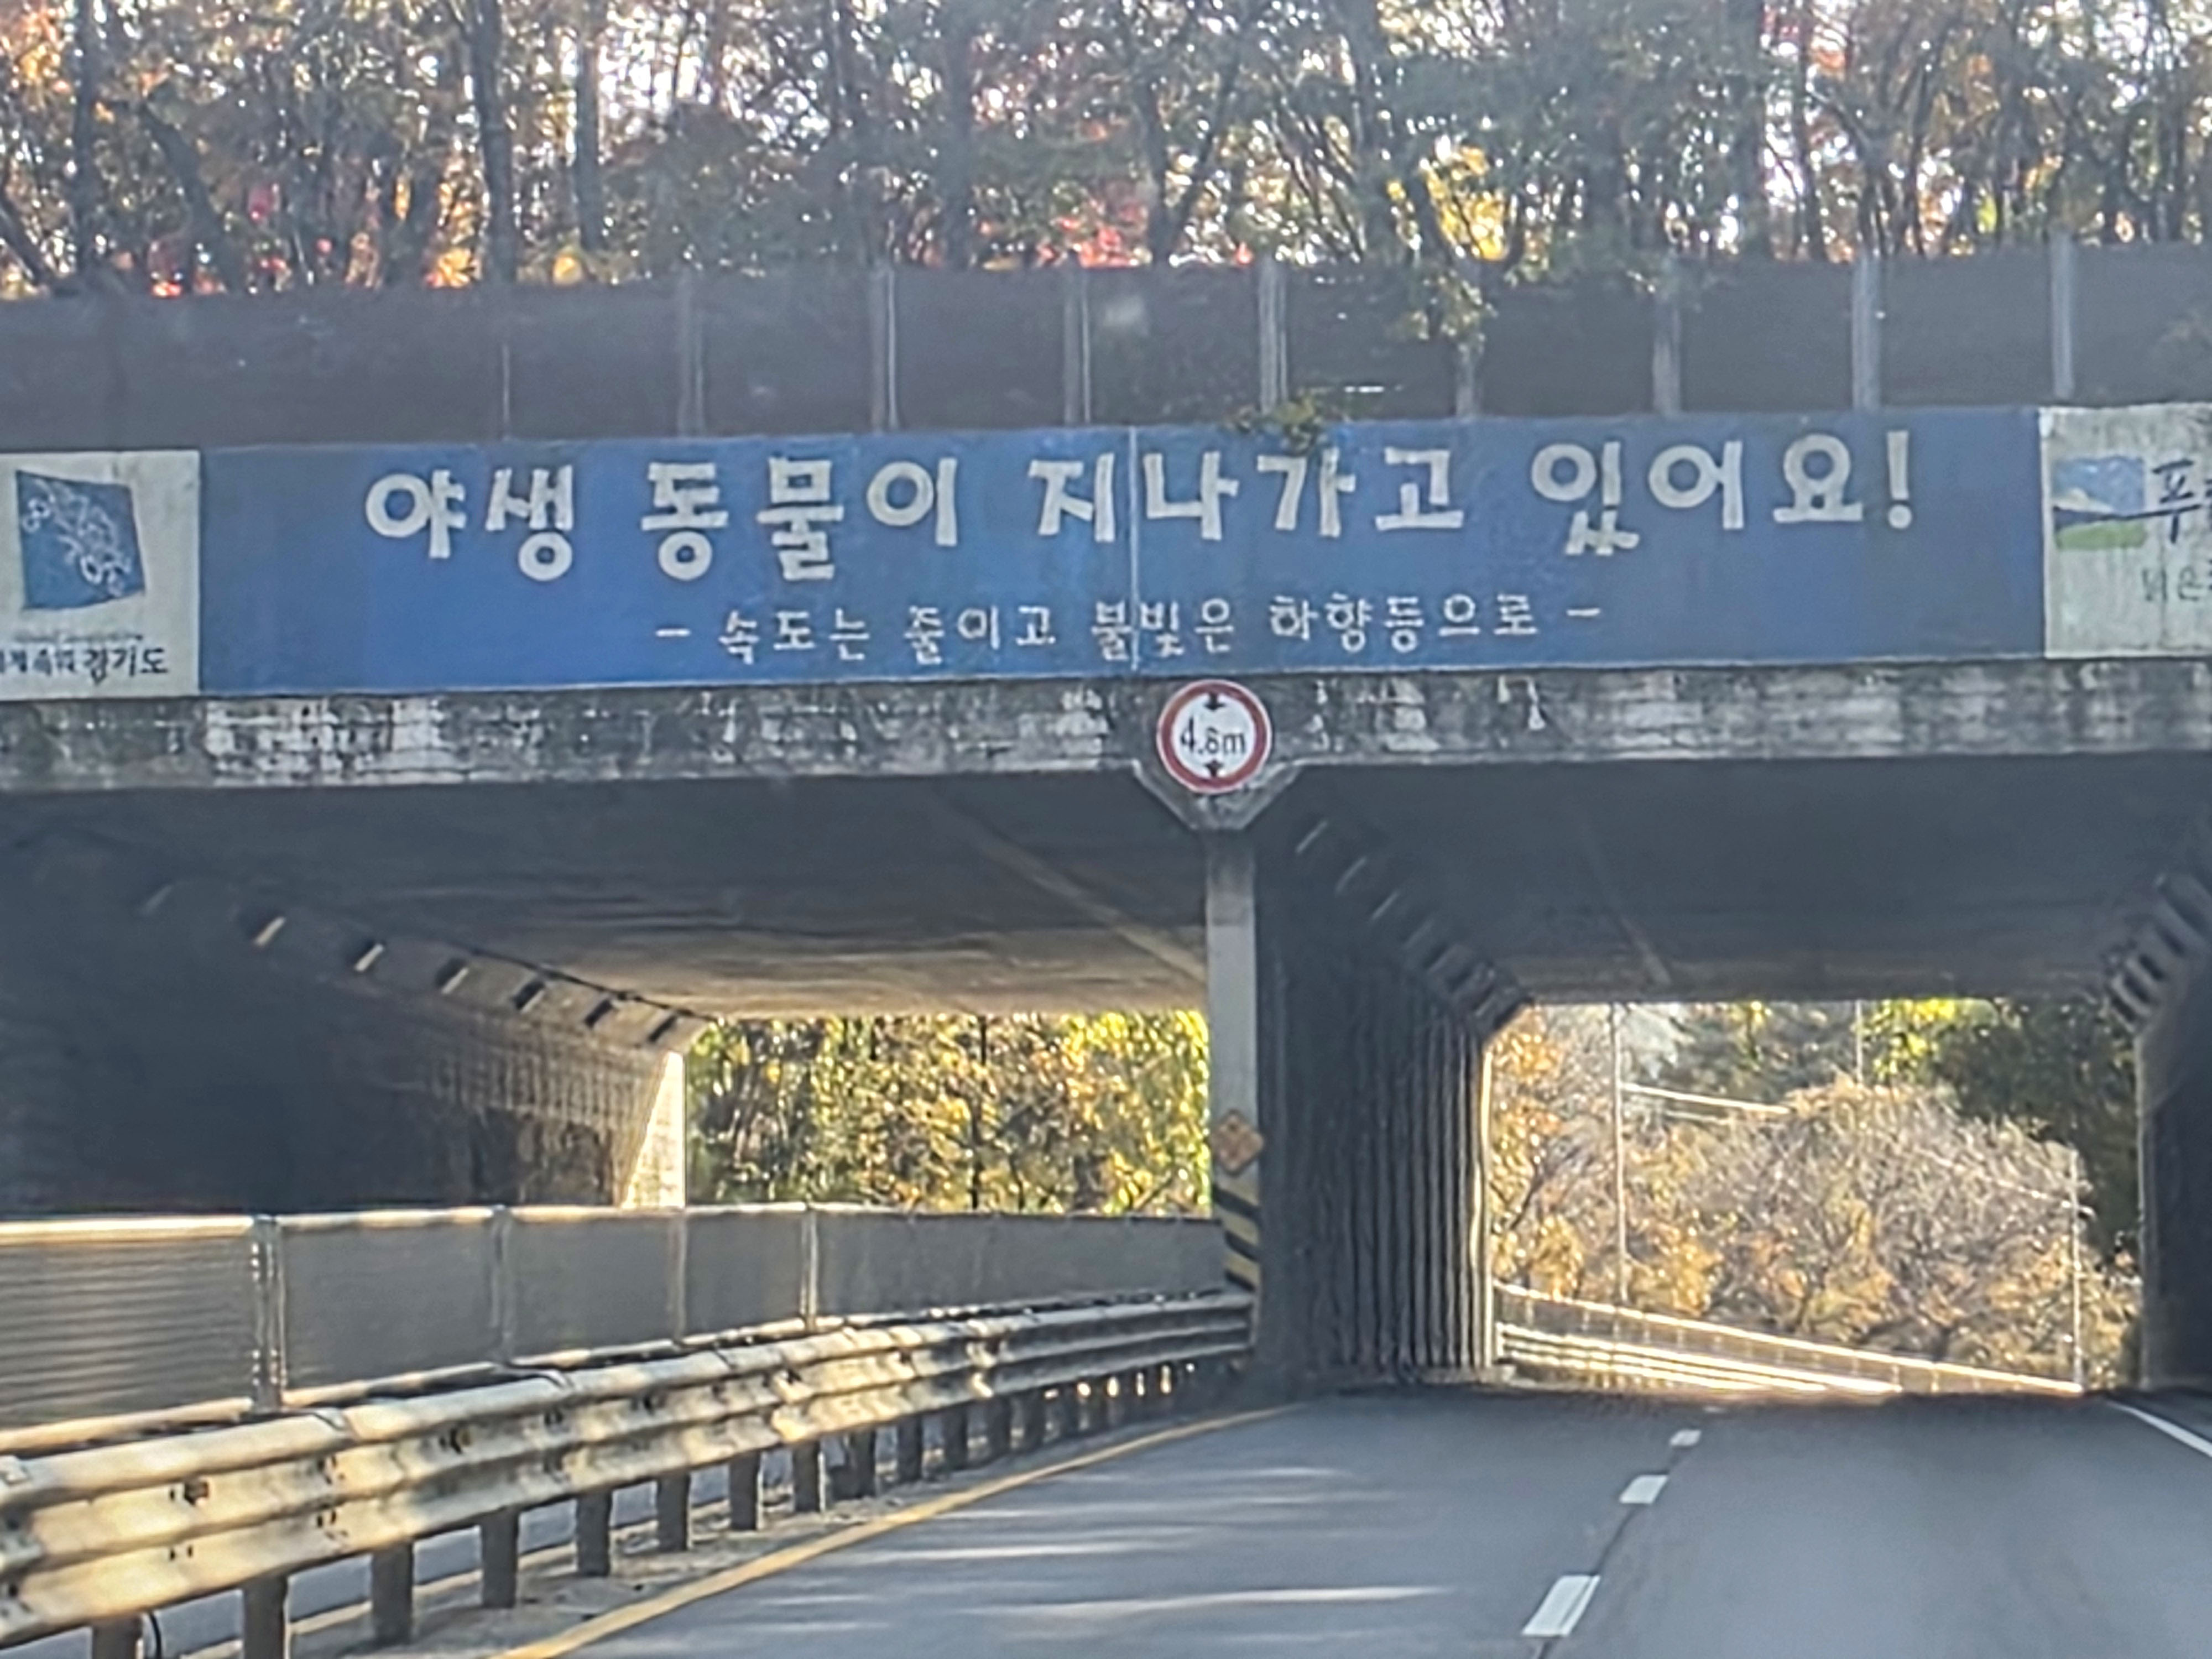 야생 동물이 지나가고 있어요!
- 속도는 줄이고 불빛은 하향등으로 -
경기도
4.8m